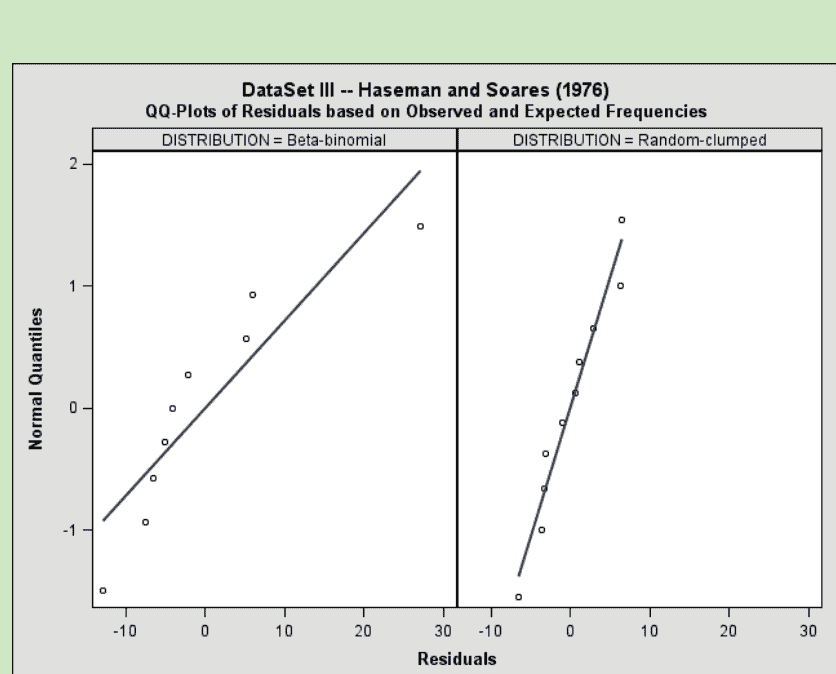 DataSet III -- Haseman and Soares (1976)
QQ-Plots of Residuals based on Observed and Expected Frequencies
DISTRIBUTION = Beta-binomial
DISTRIBUTION = Random-clumped
Normal Quantiles
2
1
0
-1
-10 0 10 20 30
-10 0 10 20 30
Residuals